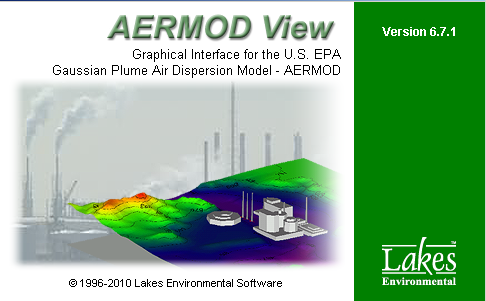 AERMOD View
Version 6.7.1
Graphical Interface for the U.S. EPA
Gaussian Plume Air Dispersion Model - AERMOD
Lakes™
Environmental
© 1996-2010 Lakes Environmental Software